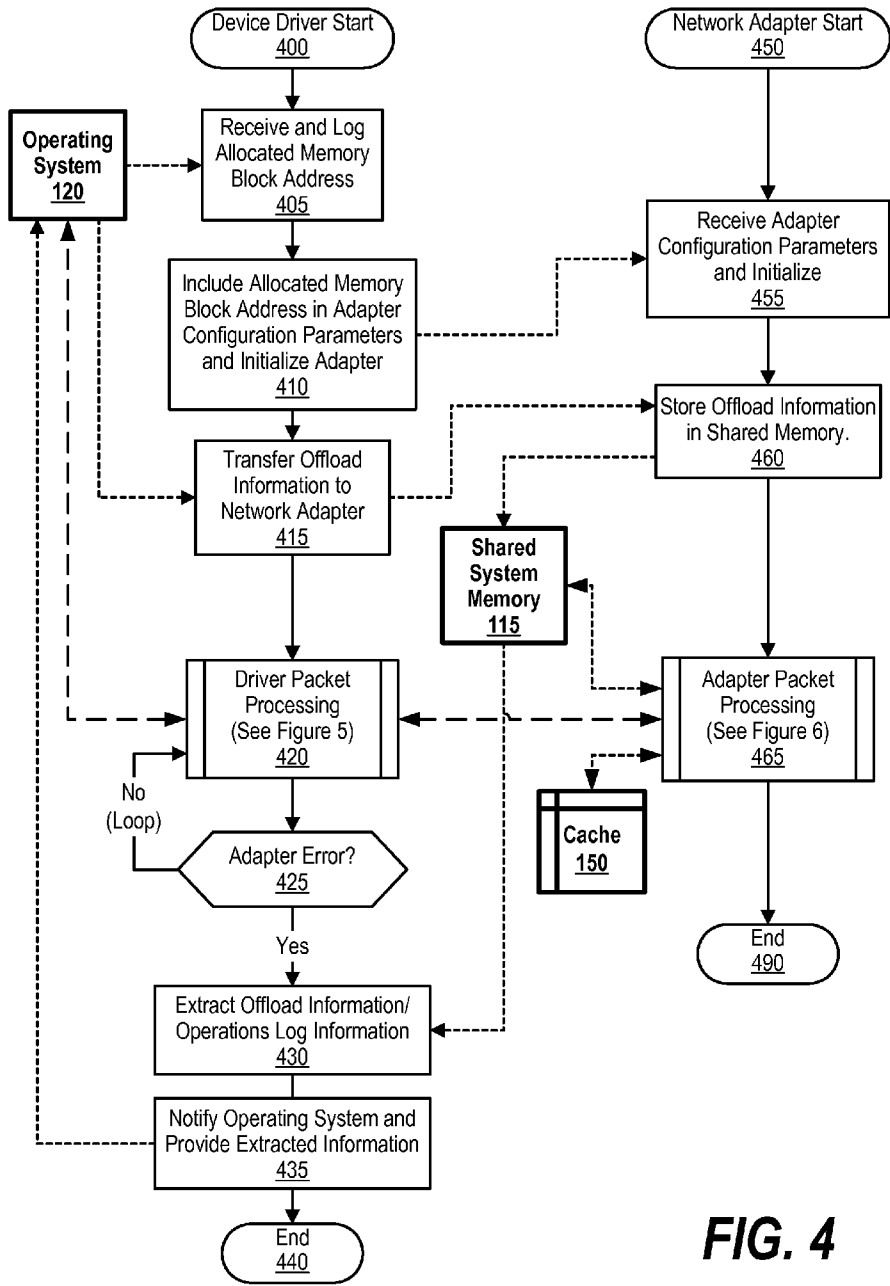 Device Driver Start
400
Network Adapter Start
450
Operating
System
120
Receive and Log
Allocated Memory
Block Address
405
Receive Adapter
Configuration Parameters
and Initialize
455
Include Allocated Memory
Block Address in Adapter
Configuration Parameters
and Initialize Adapter
410
Store Offload Information
in Shared Memory.
460
Transfer Offload
Information to
Network Adapter
415
Shared
System
Memory
115
Driver Packet
Processing
(See Figure 5)
420
Adapter Packet
Processing
(See Figure 6)
465
No
(Loop)
Cache
150
Adapter Error?
425
Yes
End
490
Extract Offload Information/
Operations Log Information
430
Notify Operating System and
Provide Extracted Information
435
End
440
FIG. 4